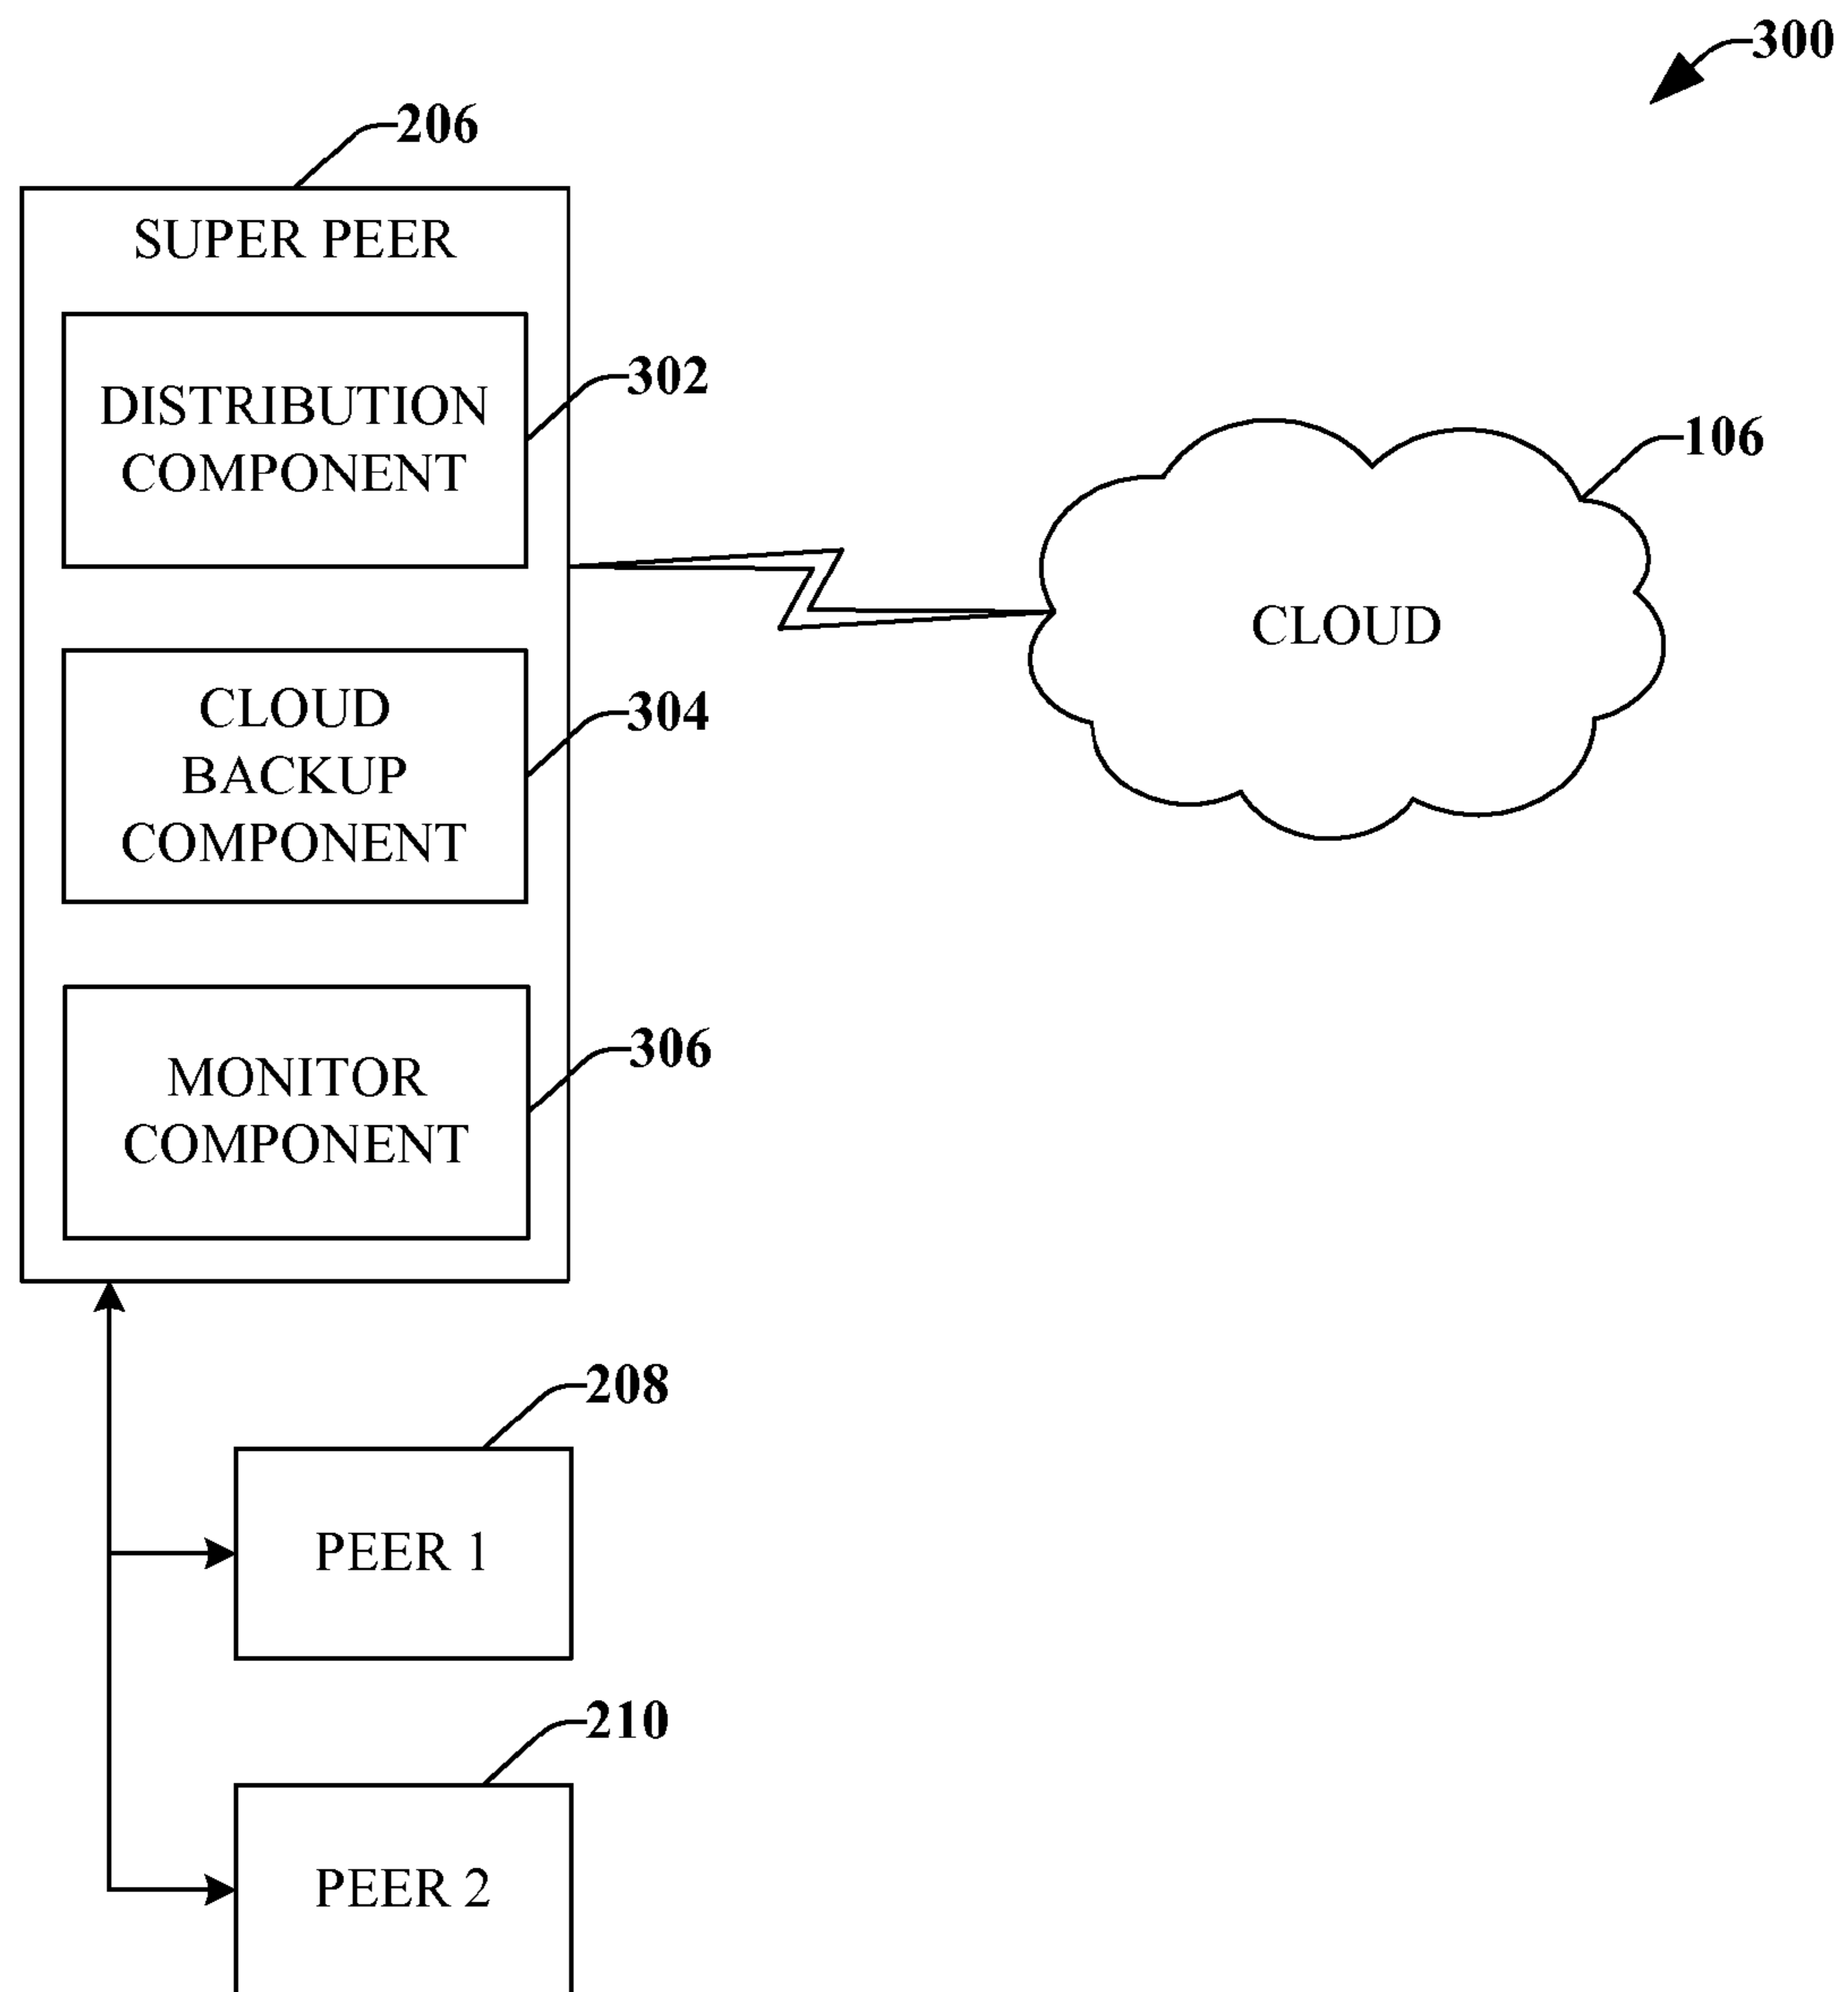 300
206
SUPER PEER
DISTRIBUTION
COMPONENT
302
106
CLOUD
CLOUD
BACKUP
COMPONENT
304
MONITOR
COMPONENT
306
208
PEER 1
210
PEER 2